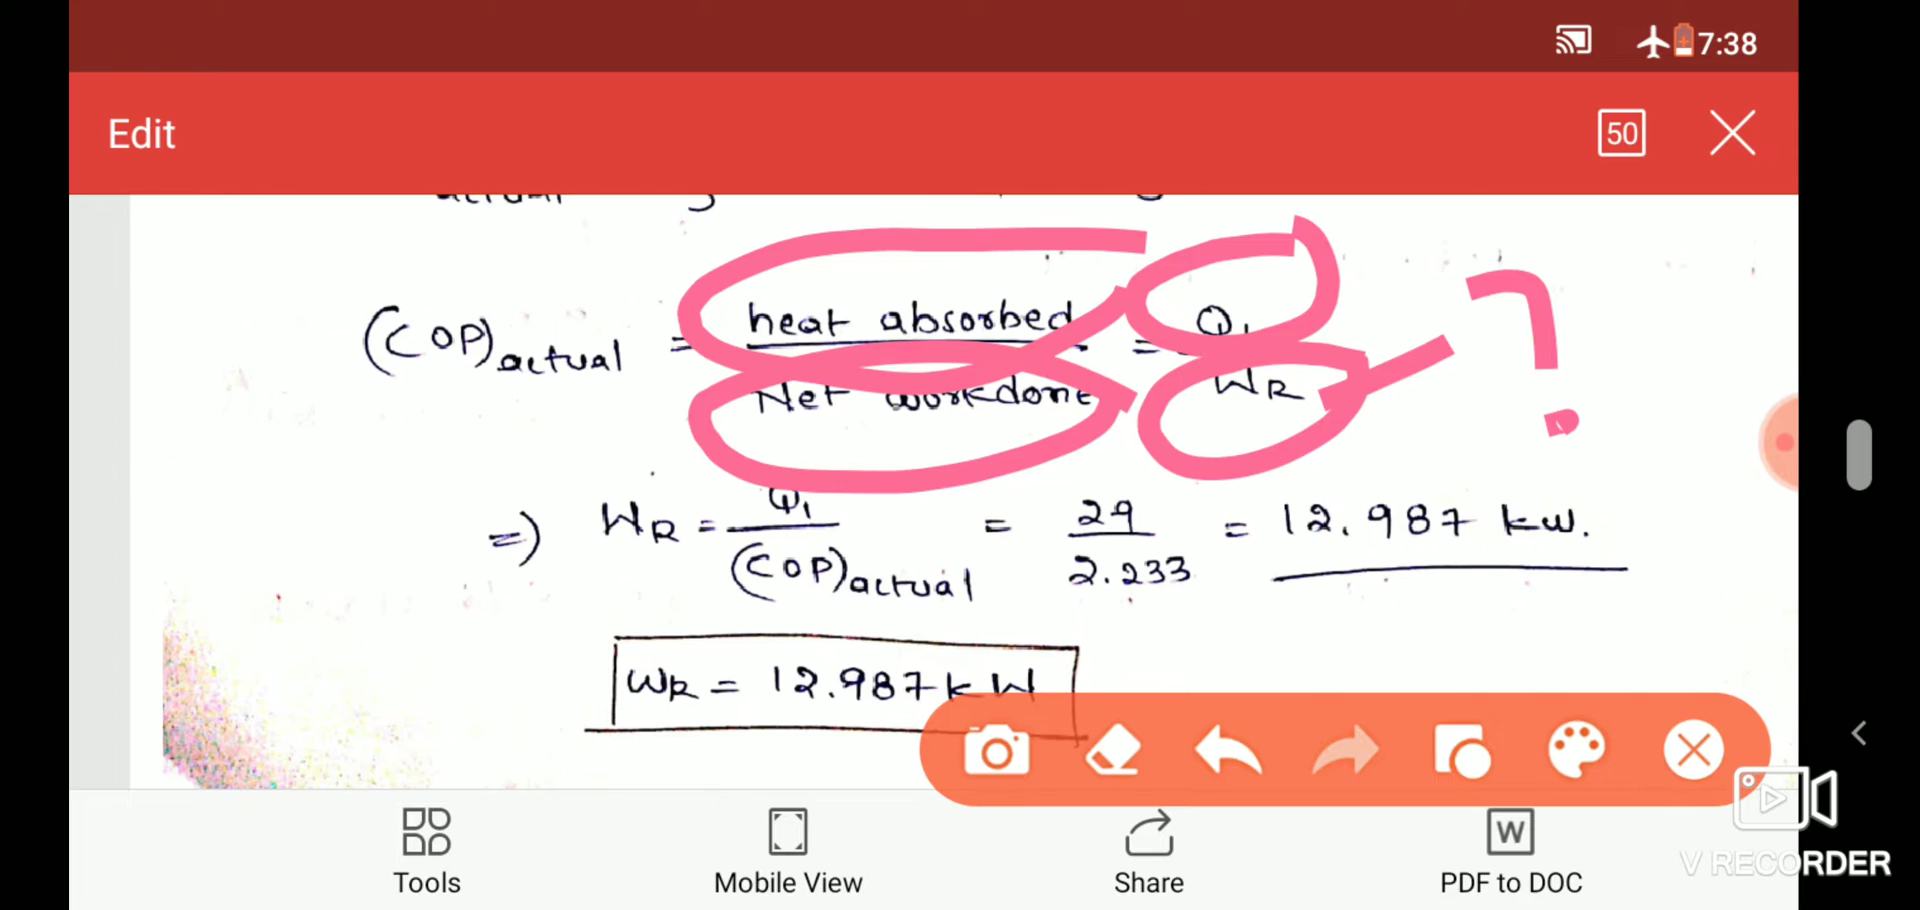 7:38
Edit
50
actual
(COP)actual = heat absorbed / Net workdone = Q1 / WR ?
=) WR = Q1 / (COP)actual = 29 / 2.233 = 12.987 kW.
WR = 12.987 kW
Tools
Mobile View
Share
W
PDF to DOC
V RECORDER